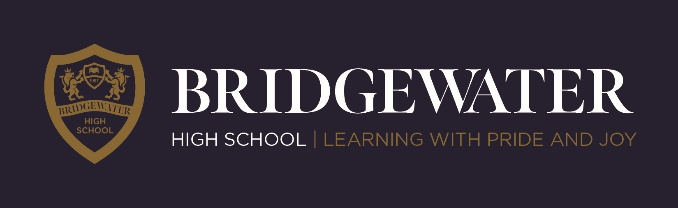 BRIDGEWATER
HIGH
SCHOOL
BRIDGEWATER
HIGH SCHOOL | LEARNING WITH PRIDE AND JOY